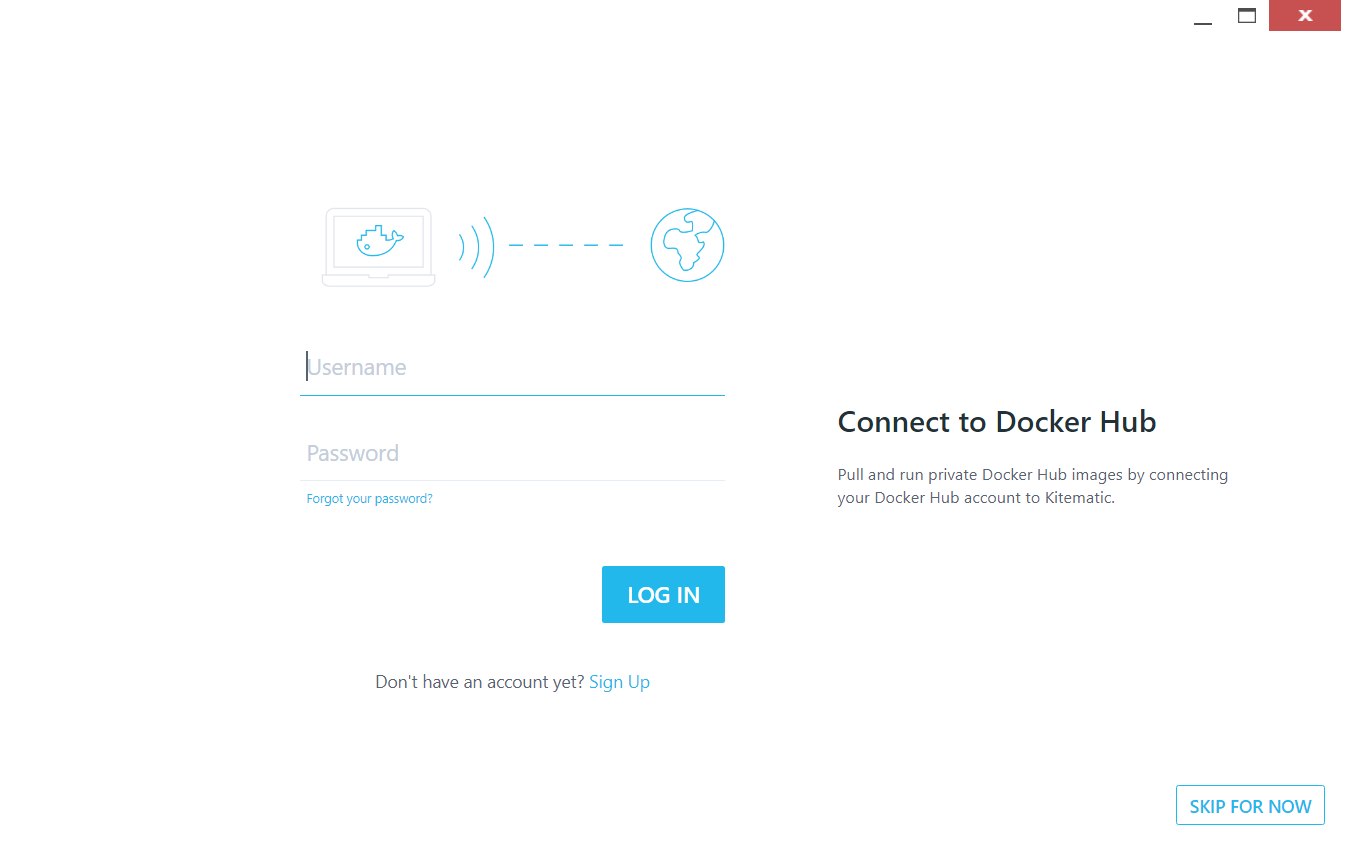 Username
Password
Forgot your password?
LOG IN
Don't have an account yet? Sign Up
Connect to Docker Hub
Pull and run private Docker Hub images by connecting
your Docker Hub account to Kitematic.
SKIP FOR NOW